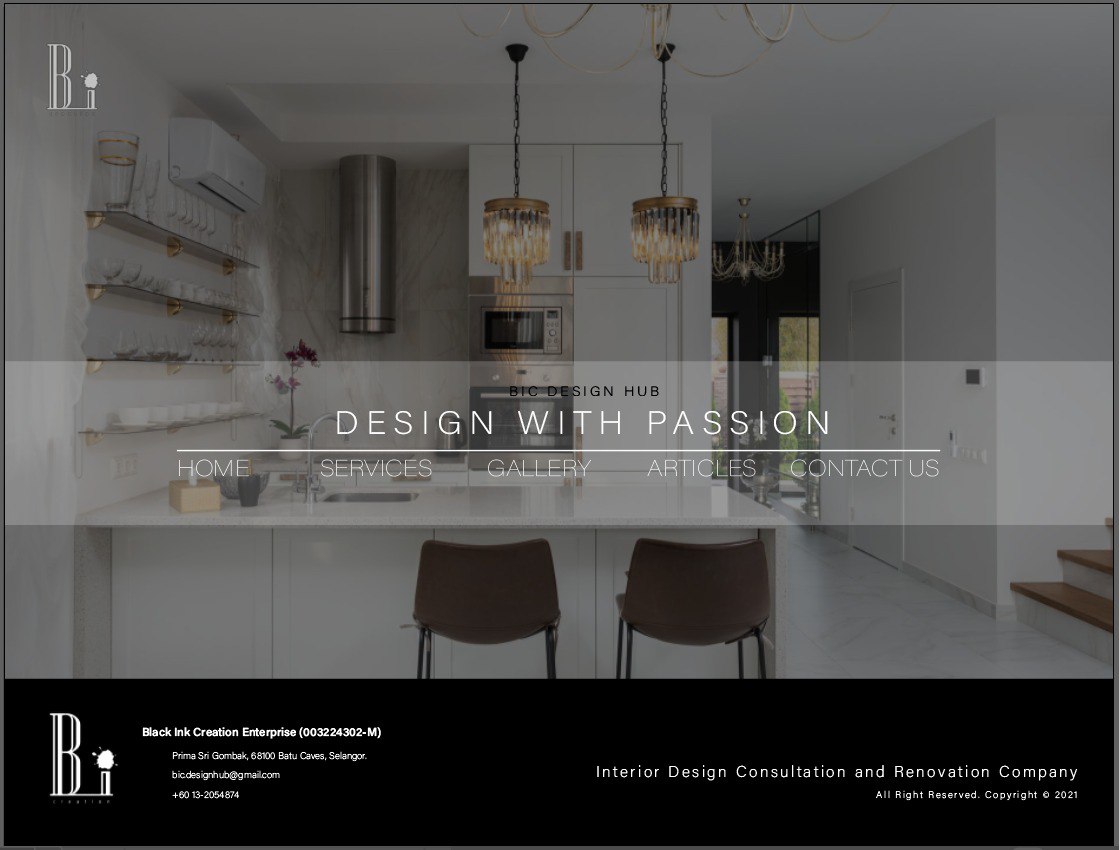 Bi
BIC DESIGN HUB
DESIGN WITH PASSION
HOME SERVICES GALLERY ARTICLES CONTACT US
Bi
creation
Black Ink Creation Enterprise (003224302-M)
Prima Sri Gombak, 68100 Batu Caves, Selangor.
bic.designhub@gmail.com
+60 13-2054874
Interior Design Consultation and Renovation Company
All Right Reserved. Copyright © 2021